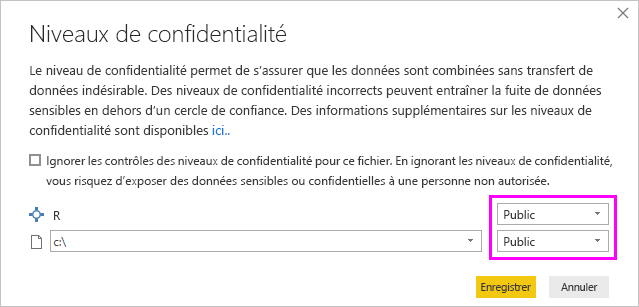 Niveaux de confidentialité
Le niveau de confidentialité permet de s'assurer que les données sont combinées sans transfert de
données indésirable. Des niveaux de confidentialité incorrects peuvent entraîner la fuite de données
sensibles en dehors d'un cercle de confiance. Des informations supplémentaires sur les niveaux de
confidentialité sont disponibles ici..
Ignorer les contrôles des niveaux de confidentialité pour ce fichier. En ignorant les niveaux de confidentialité,
vous risquez d'exposer des données sensibles ou confidentielles à une personne non autorisée.
R Public
c:\ Public
Enregistrer Annuler